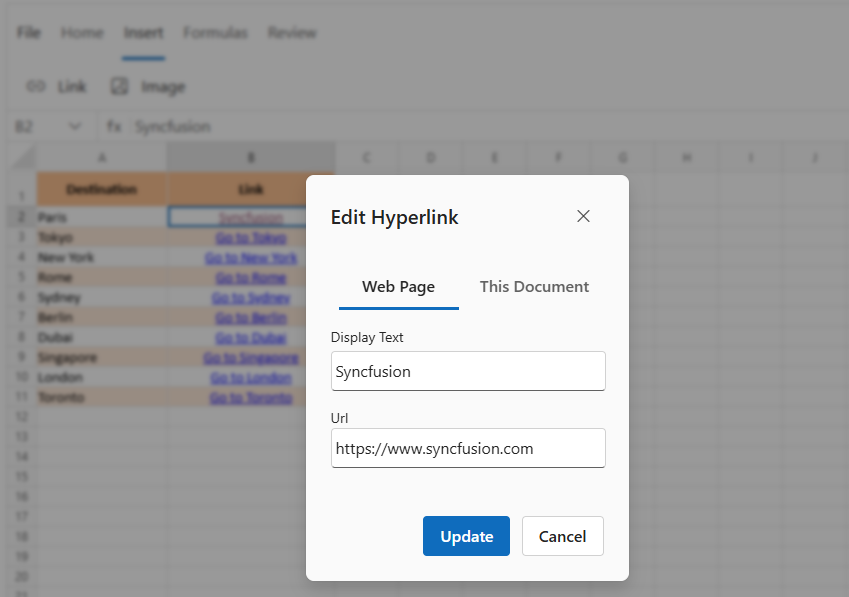 File Home Insert Formulas Review
Link Image
B2 fx Syncfusion
A B C D E F G H I J
1 Destination Link
2 Paris Syncfusion
3 Tokyo Go to Tokyo
4 New York Go to New York
5 Rome Go to Rome
6 Sydney Go to Sydney
7 Berlin Go to Berlin
8 Dubai Go to Dubai
9 Singapore Go to Singapore
10 London Go to London
11 Toronto Go to Toronto
12
13
14
15
16
17
18
19
20
Edit Hyperlink
Web Page This Document
Display Text
Syncfusion
Url
https://www.syncfusion.com
Update Cancel